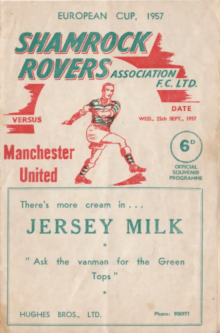 EUROPEAN CUP, 1957
SHAMROCK
ROVERS ASSOCIATION
F.C. LTD.
VERSUS
DATE
WED., 25th SEPT., 1957
Manchester
United
6D
OFFICIAL
SOUVENIR
PROGRAMME
There's more cream in ...
JERSEY MILK
"Ask the vanman for the Green
Tops"
HUGHES BROS., LTD.
Phone: